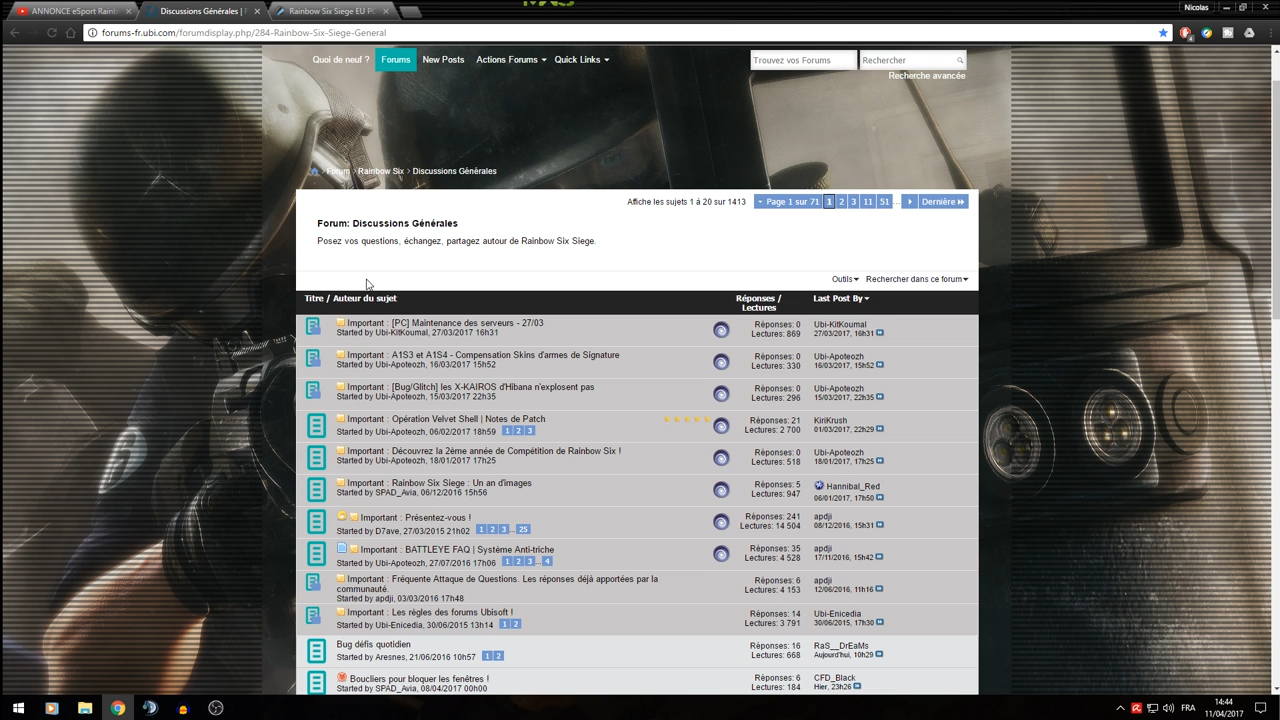 ANNONCE eSport Rainb
Discussions Générales | F
Rainbow Six Siege EU PC
Nicolas
forums-fr.ubi.com/forumdisplay.php/284-Rainbow-Six-Siege-General
Quoi de neuf ? Forums New Posts Actions Forums Quick Links
Trouvez vos Forums Rechercher
Recherche avancée
Forum Rainbow Six Discussions Générales
Affiche les sujets 1 à 20 sur 1413 Page 1 sur 71 1 2 3 11 51 ... Dernière
Forum: Discussions Générales
Posez vos questions, échangez, partagez autour de Rainbow Six Siege.
Outils Rechercher dans ce forum
Titre / Auteur du sujet Réponses / Lectures Last Post By
Important : [PC] Maintenance des serveurs - 27/03
Started by Ubi-KitKoumal, 27/03/2017 16h31
Réponses: 0
Lectures: 869
Ubi-KitKoumal
27/03/2017, 16h31
Important : A1S3 et A1S4 - Compensation Skins d'armes de Signature
Started by Ubi-Apoteozh, 16/03/2017 15h52
Réponses: 0
Lectures: 330
Ubi-Apoteozh
16/03/2017, 15h52
Important : [Bug/Glitch] les X-KAIROS d'Hibana n'explosent pas
Started by Ubi-Apoteozh, 15/03/2017 22h35
Réponses: 0
Lectures: 296
Ubi-Apoteozh
15/03/2017, 22h35
Important : Operation Velvet Shell | Notes de Patch
Started by Ubi-Apoteozh, 06/02/2017 18h59 1 2 3
Réponses: 21
Lectures: 2 700
KiriKrush
01/03/2017, 22h29
Important : Découvrez la 2ème année de Compétition de Rainbow Six !
Started by Ubi-Apoteozh, 18/01/2017 17h25
Réponses: 0
Lectures: 518
Ubi-Apoteozh
18/01/2017, 17h25
Important : Rainbow Six Siege : Un an d'images
Started by SPAD_Avia, 06/12/2016 15h56
Réponses: 5
Lectures: 947
Hannibal_Red
06/01/2017, 17h50
Important : Présentez-vous !
Started by D7ave, 27/03/2015 21h02 1 2 3 ... 25
Réponses: 241
Lectures: 14 504
apdji
08/12/2016, 15h31
Important : BATTLEYE FAQ | Système Anti-triche
Started by Ubi-Apoteozh, 27/07/2016 17h06 1 2 3 ... 4
Réponses: 35
Lectures: 4 528
apdji
17/11/2016, 15h42
Important : Fréquente Attaque de Questions. Les réponses déjà apportées par la
communauté.
Started by apdji, 03/03/2016 17h48
Réponses: 6
Lectures: 4 153
apdji
12/06/2016, 11h16
Important : Les règles des forums Ubisoft !
Started by Ubi-Enicedia, 30/06/2015 13h14 1 2
Réponses: 14
Lectures: 3 791
Ubi-Enicedia
30/06/2015, 17h30
Bug défis quotidien
Started by Aresnes, 21/06/2016 10h57 1 2
Réponses: 16
Lectures: 668
RaS__DrEaMs
Aujourd'hui, 10h29
Boucliers pour bloquer les fenêtres !
Started by SPAD_Avia, 08/04/2017 00h00
Réponses: 6
Lectures: 184
CFD_Black
Hier, 23h26
FRA
14:44
11/04/2017